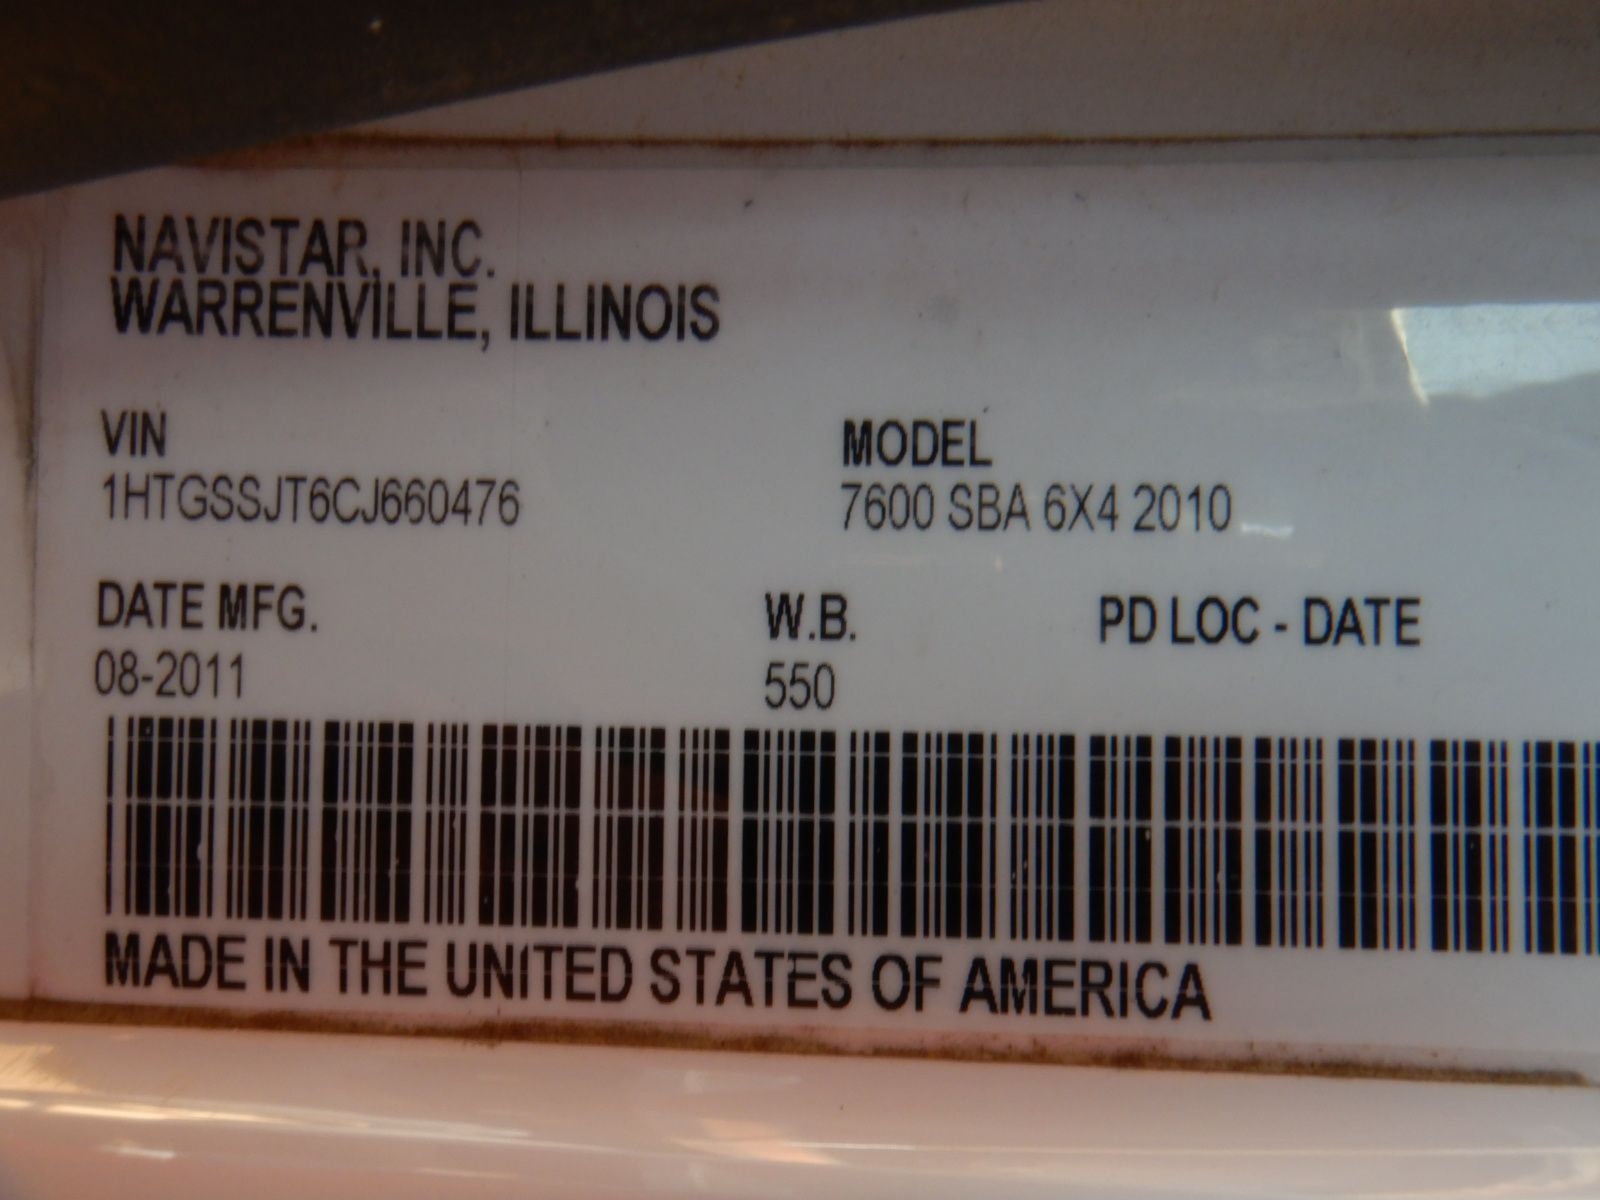 NAVISTAR, INC.
WARRENVILLE, ILLINOIS
VIN MODEL
1HTGSSJT6CJ660476 7600 SBA 6X4 2010
DATE MFG. W.B. PD LOC - DATE
08-2011 550
MADE IN THE UNITED STATES OF AMERICA